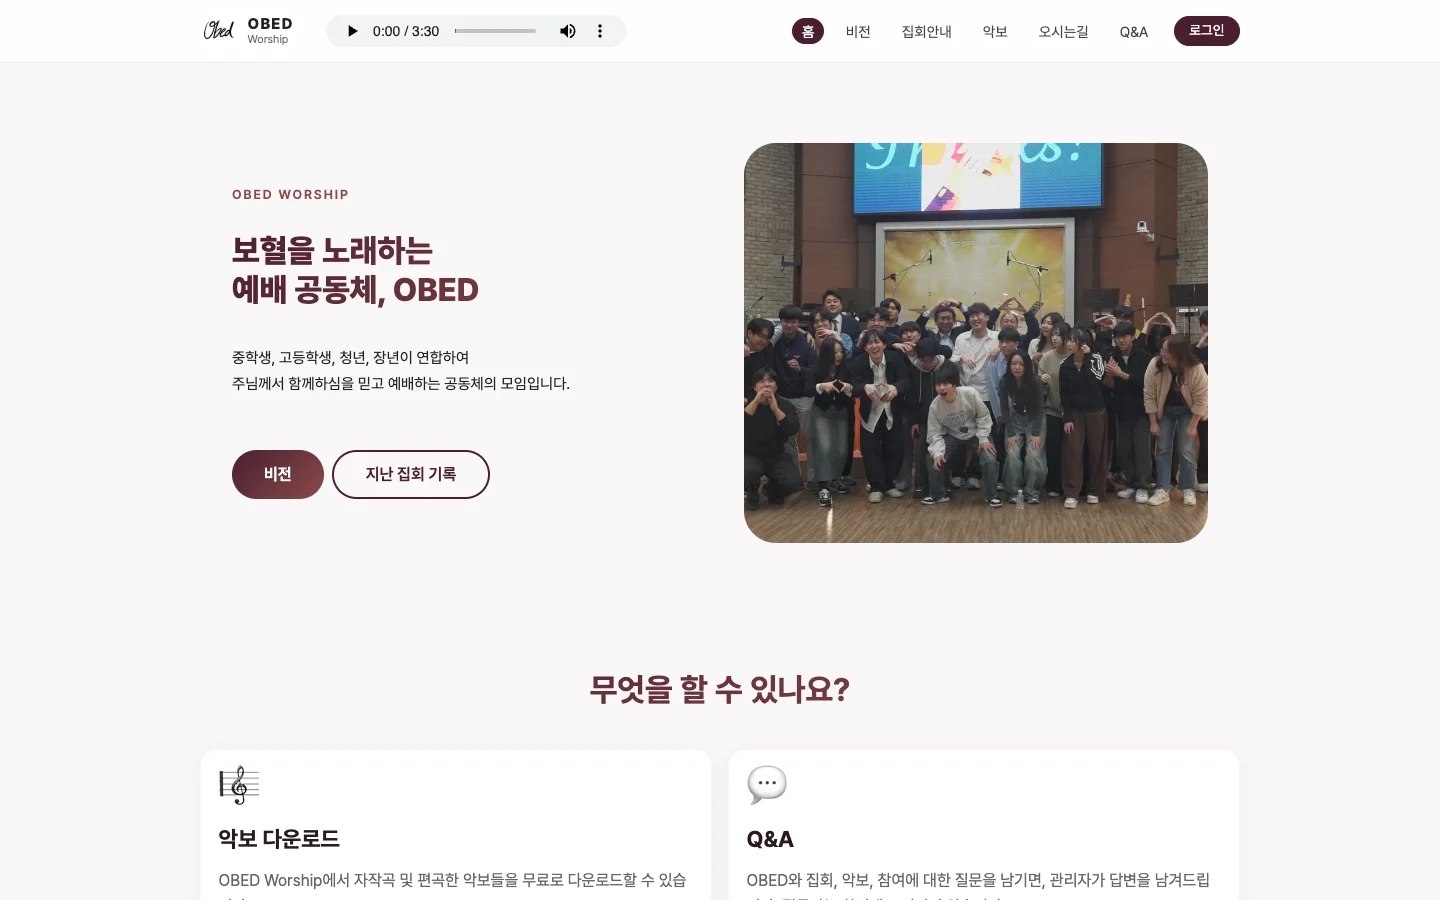 Obed
OBED
Worship
0:00 / 3:30
홈
비전
집회안내
악보
오시는길
Q&A
로그인
OBED WORSHIP
보혈을 노래하는
예배 공동체, OBED
중학생, 고등학생, 청년, 장년이 연합하여
주님께서 함께하심을 믿고 예배하는 공동체의 모임입니다.
비전
지난 집회 기록
무엇을 할 수 있나요?
악보 다운로드
OBED Worship에서 자작곡 및 편곡한 악보들을 무료로 다운로드할 수 있습
Q&A
OBED와 집회, 악보, 참여에 대한 질문을 남기면, 관리자가 답변을 남겨드립